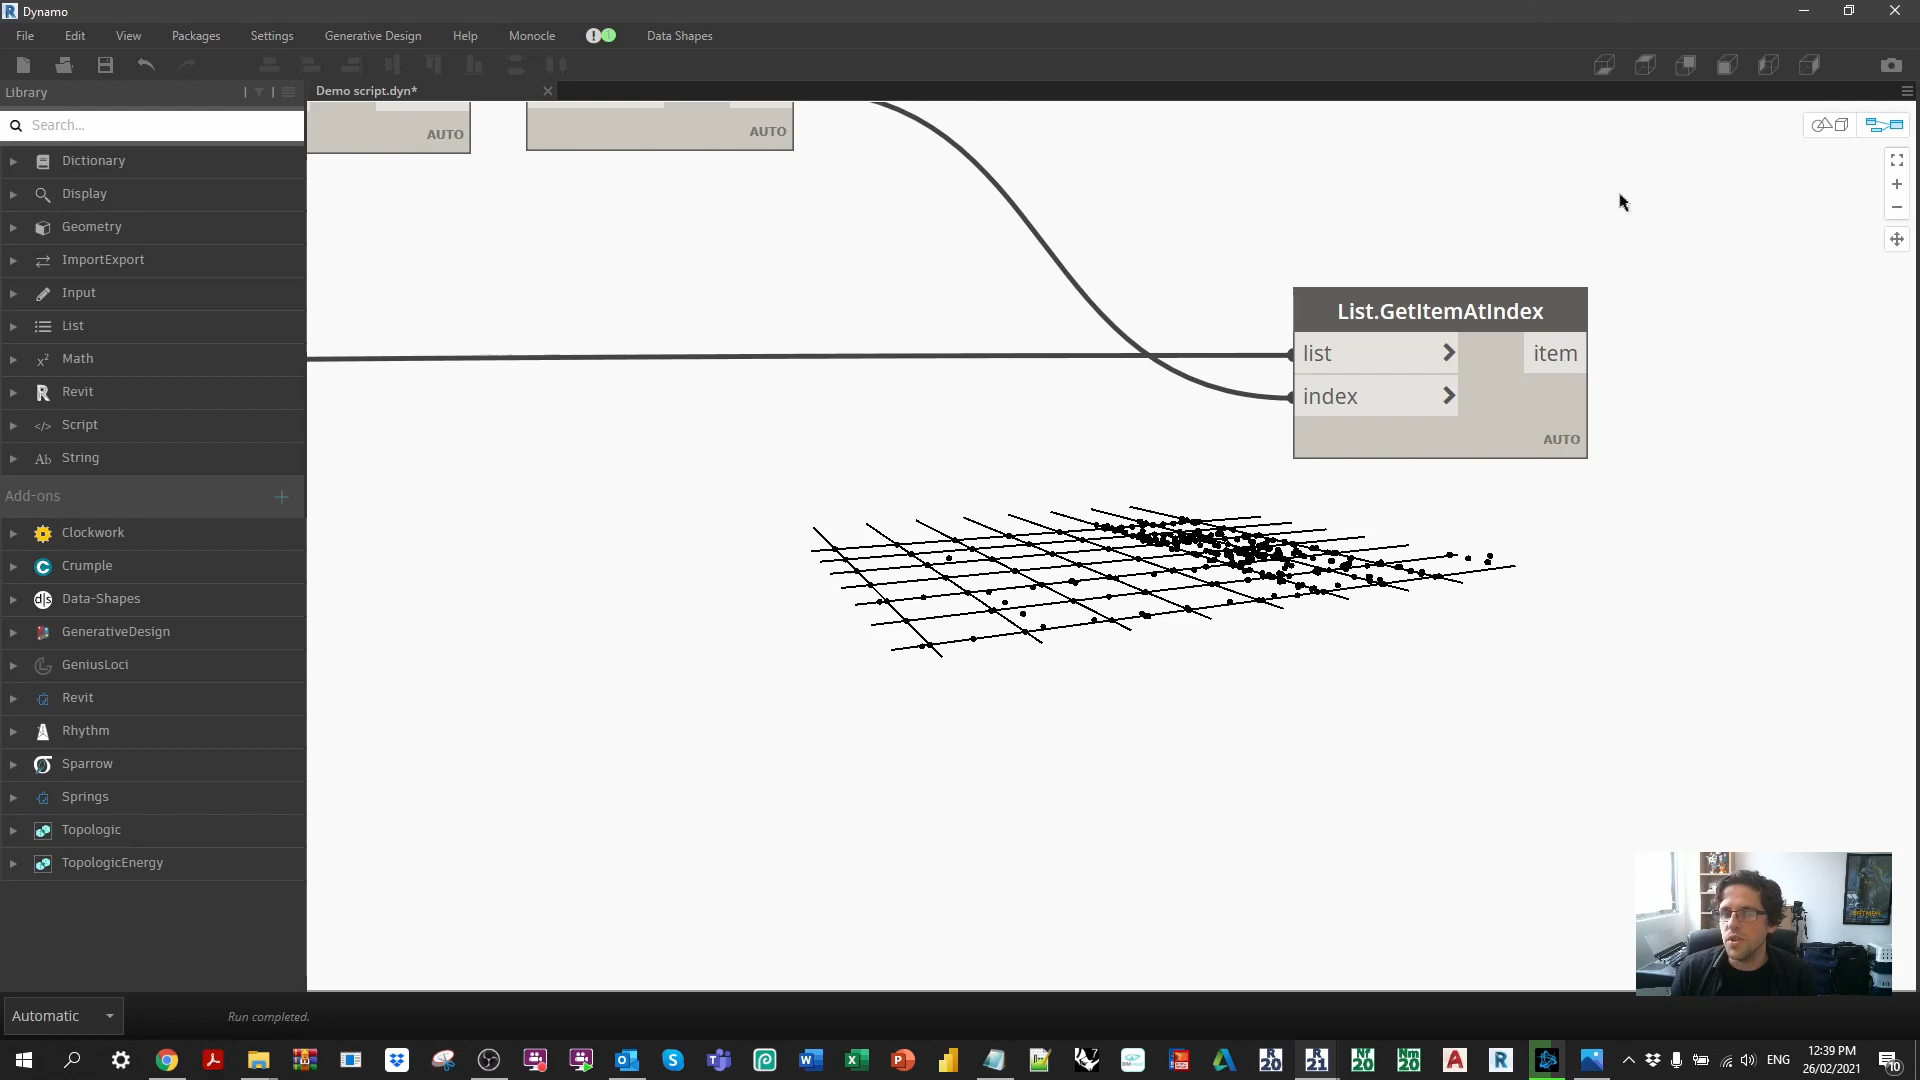 Dynamo
File Edit View Packages Settings Generative Design Help Monocle ! 1 Data Shapes
Library
Demo script.dyn*
Search...
AUTO
AUTO
Dictionary
Display
Geometry
ImportExport
Input
List
Math
Revit
Script
String
Add-ons
Clockwork
Crumple
Data-Shapes
GenerativeDesign
GeniusLoci
Revit
Rhythm
Sparrow
Springs
Topologic
TopologicEnergy
List.GetItemAtIndex
list
item
index
AUTO
Automatic
Run completed.
ENG
12:39 PM
26/02/2021